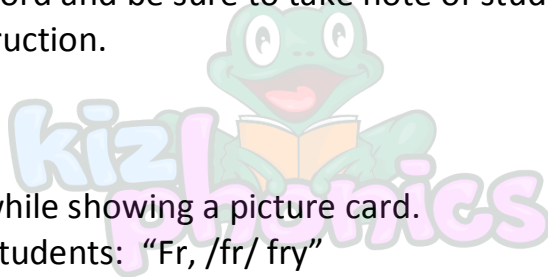 ord and be sure to take note of stud
ruction.
kiz
phonics
while showing a picture card.
tudents:  “Fr, /fr/ fry”